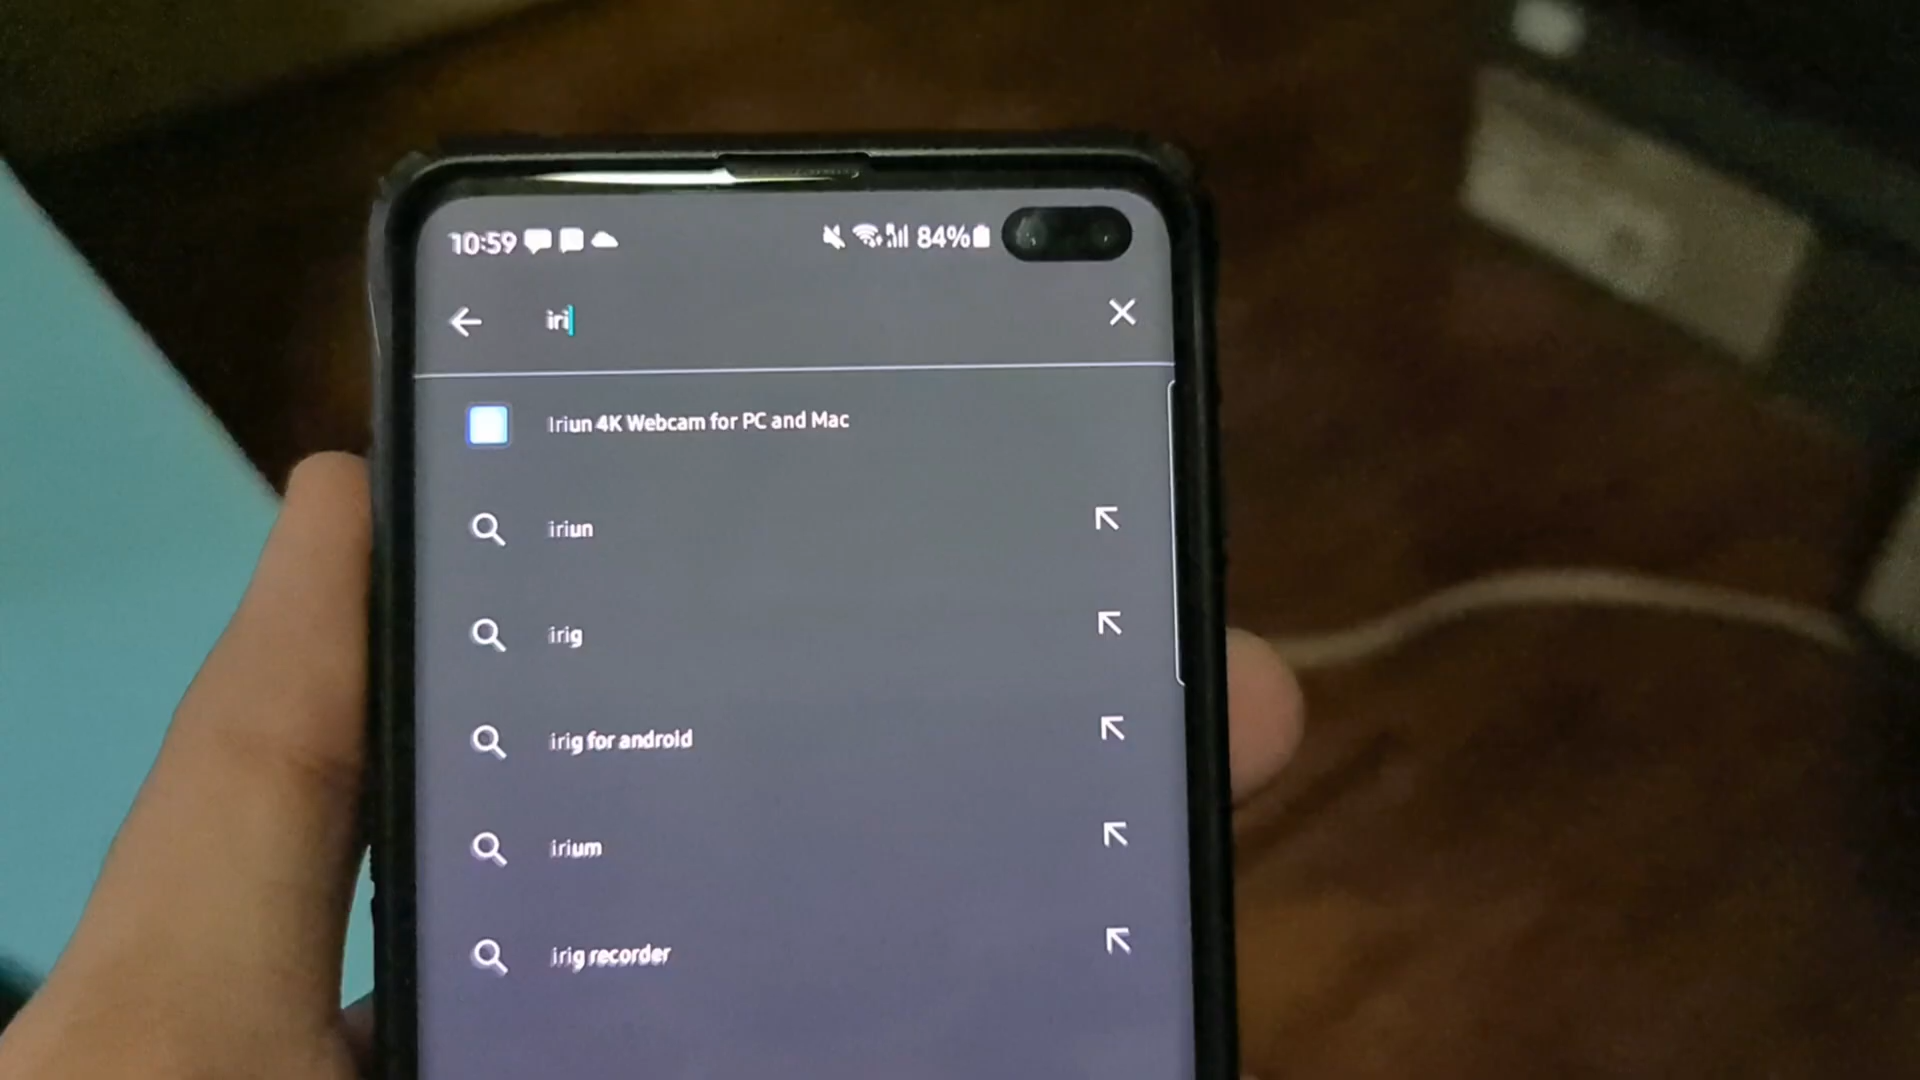 10:59 84%
iri
Iriun 4K Webcam for PC and Mac
iriun
irig
irig for android
irium
irig recorder